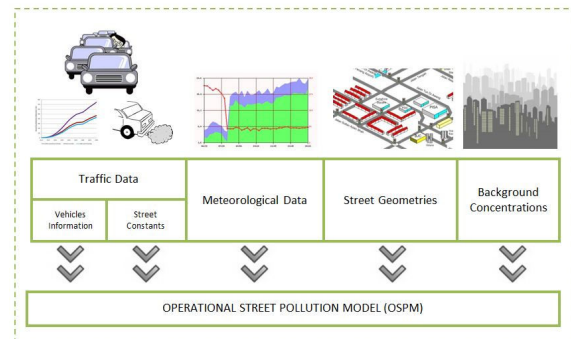 Traffic Data
Vehicles
Information
Street
Constants
Meteorological Data
Street Geometries
Background
Concentrations
OPERATIONAL STREET POLLUTION MODEL (OSPM)